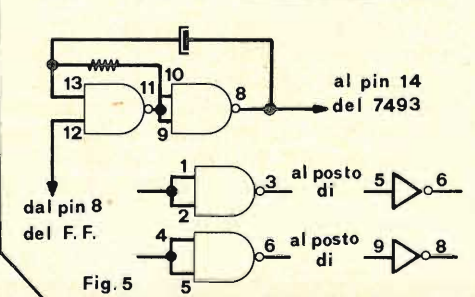 13
12
11
10
9
8
al pin 14
del 7493
dal pin 8
del F. F.
1
2
3
al posto
di
5
6
4
5
6
al posto
di
9
8
Fig. 5